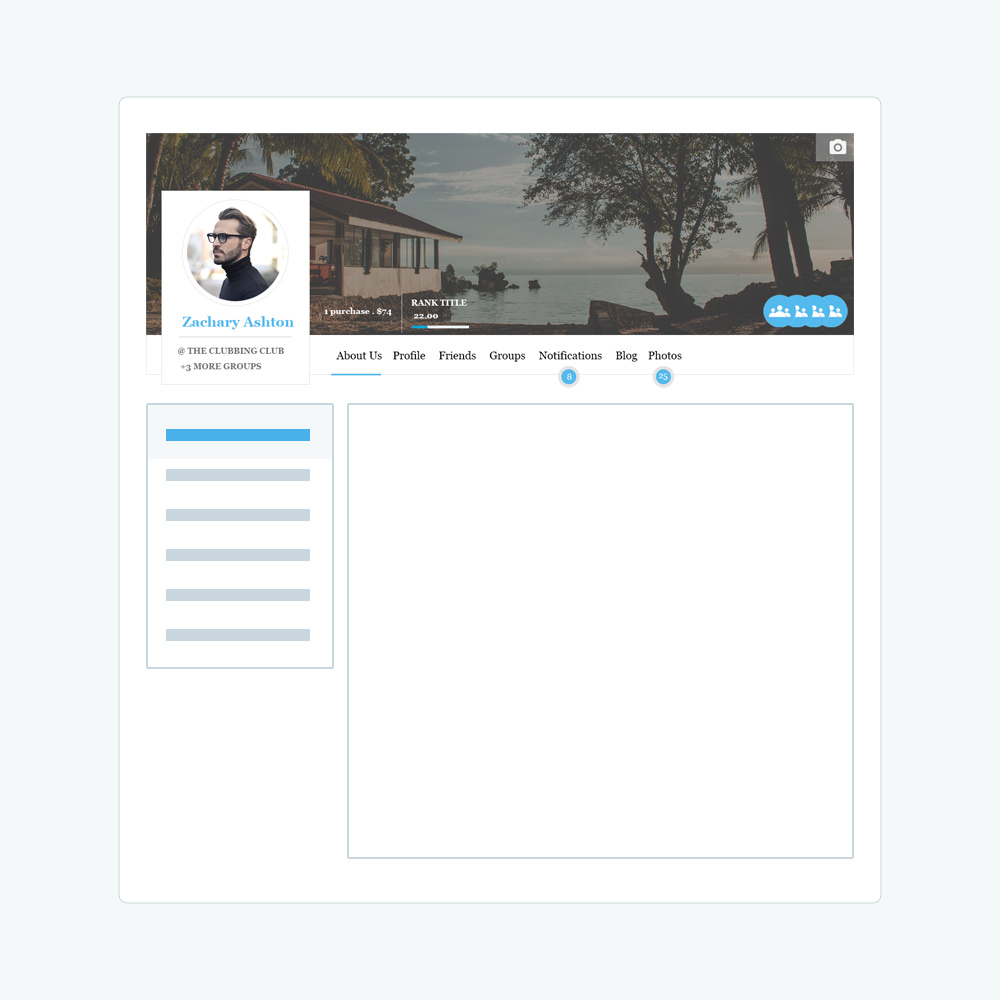 Zachary Ashton
@ THE CLUBBING CLUB
+3 MORE GROUPS
1 purchase . $74
RANK TITLE
22.00
About Us Profile Friends Groups Notifications Blog Photos
8 25